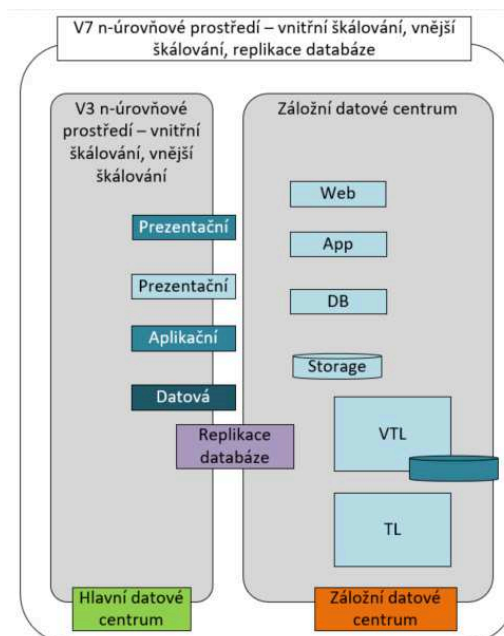 V7 n-úrovňové prostředí – vnitřní škálování, vnější
škálování, replikace databáze
V3 n-úrovňové
prostředí – vnitřní
škálování, vnější
škálování
Prezentační
Prezentační
Aplikační
Datová
Replikace
databáze
Hlavní datové
centrum
Záložní datové centrum
Web
App
DB
Storage
VTL
TL
Záložní datové
centrum